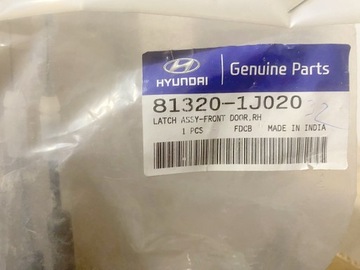 HYUNDAI
Genuine Parts
81320-1J020
LATCH ASSY-FRONT DOOR,RH
1 PCS FDCB MADE IN INDIA